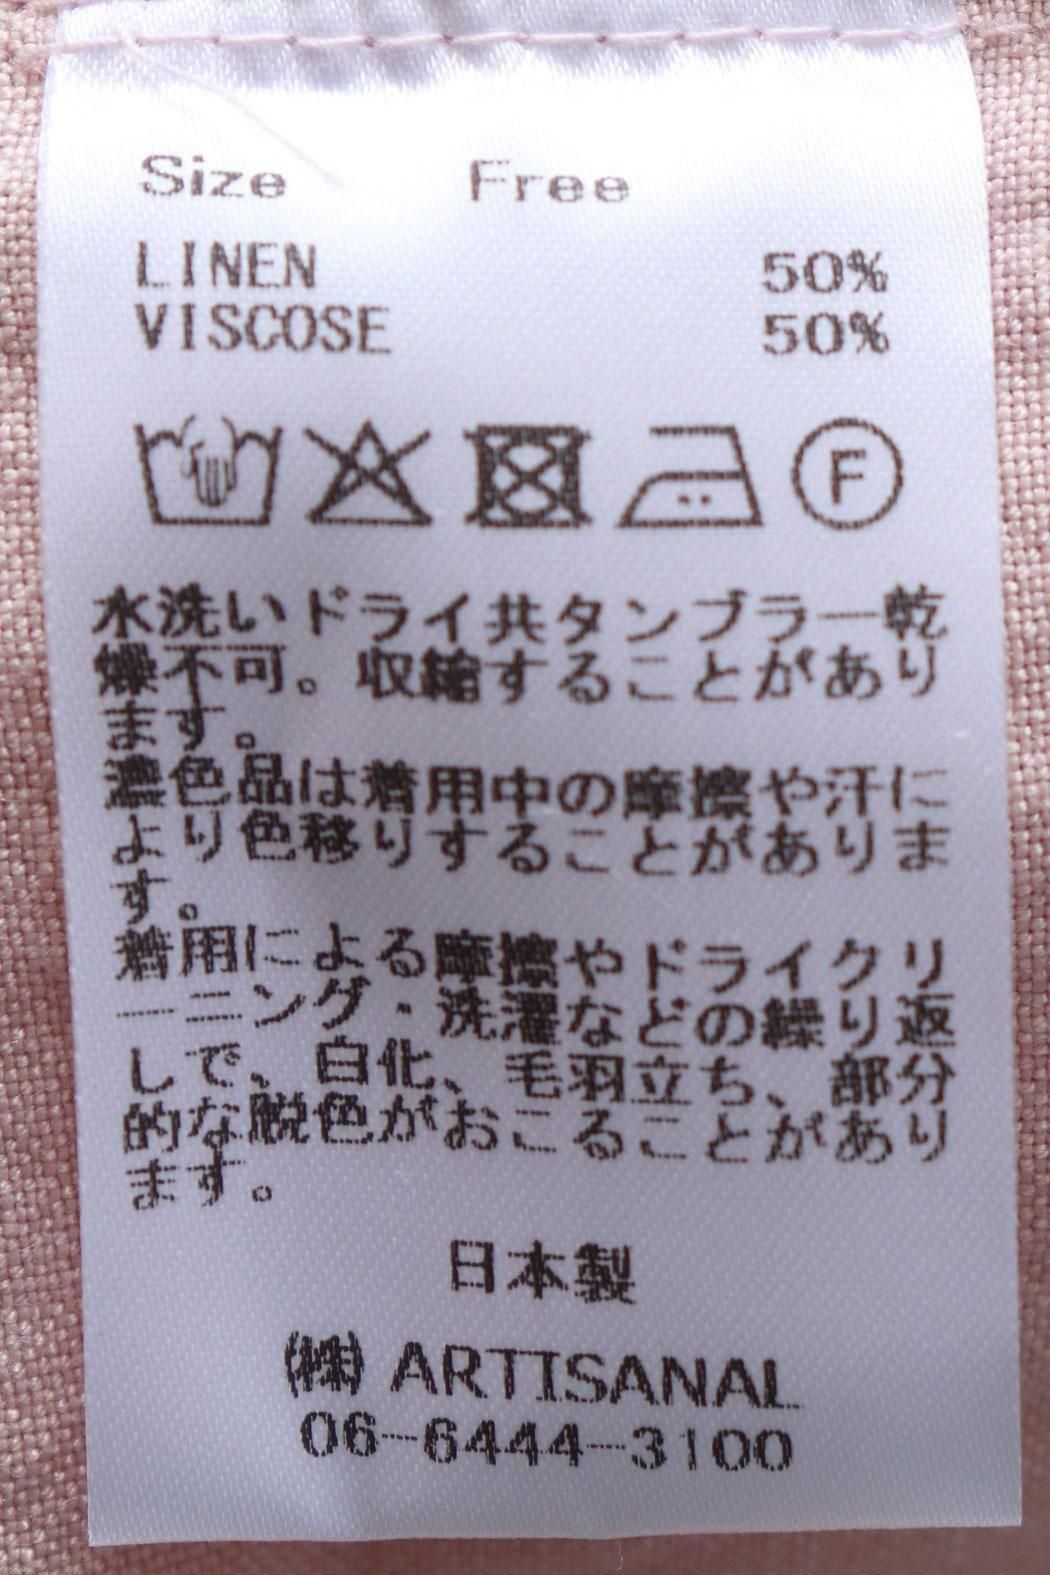 Size Free
LINEN 50%
VISCOSE 50%
F
水洗いドライ共タンブラー乾
燥不可。収縮することがあり
ます。
濃色品は着用中の摩擦や汗に
より色移りすることがありま
す。
着用による摩擦やドライクリ
ーニング・洗濯などの繰り返
しで、白化、毛羽立ち、部分
的な脱色がおこることがあり
ます。
日本製
㈱ ARTISANAL
06-6444-3100